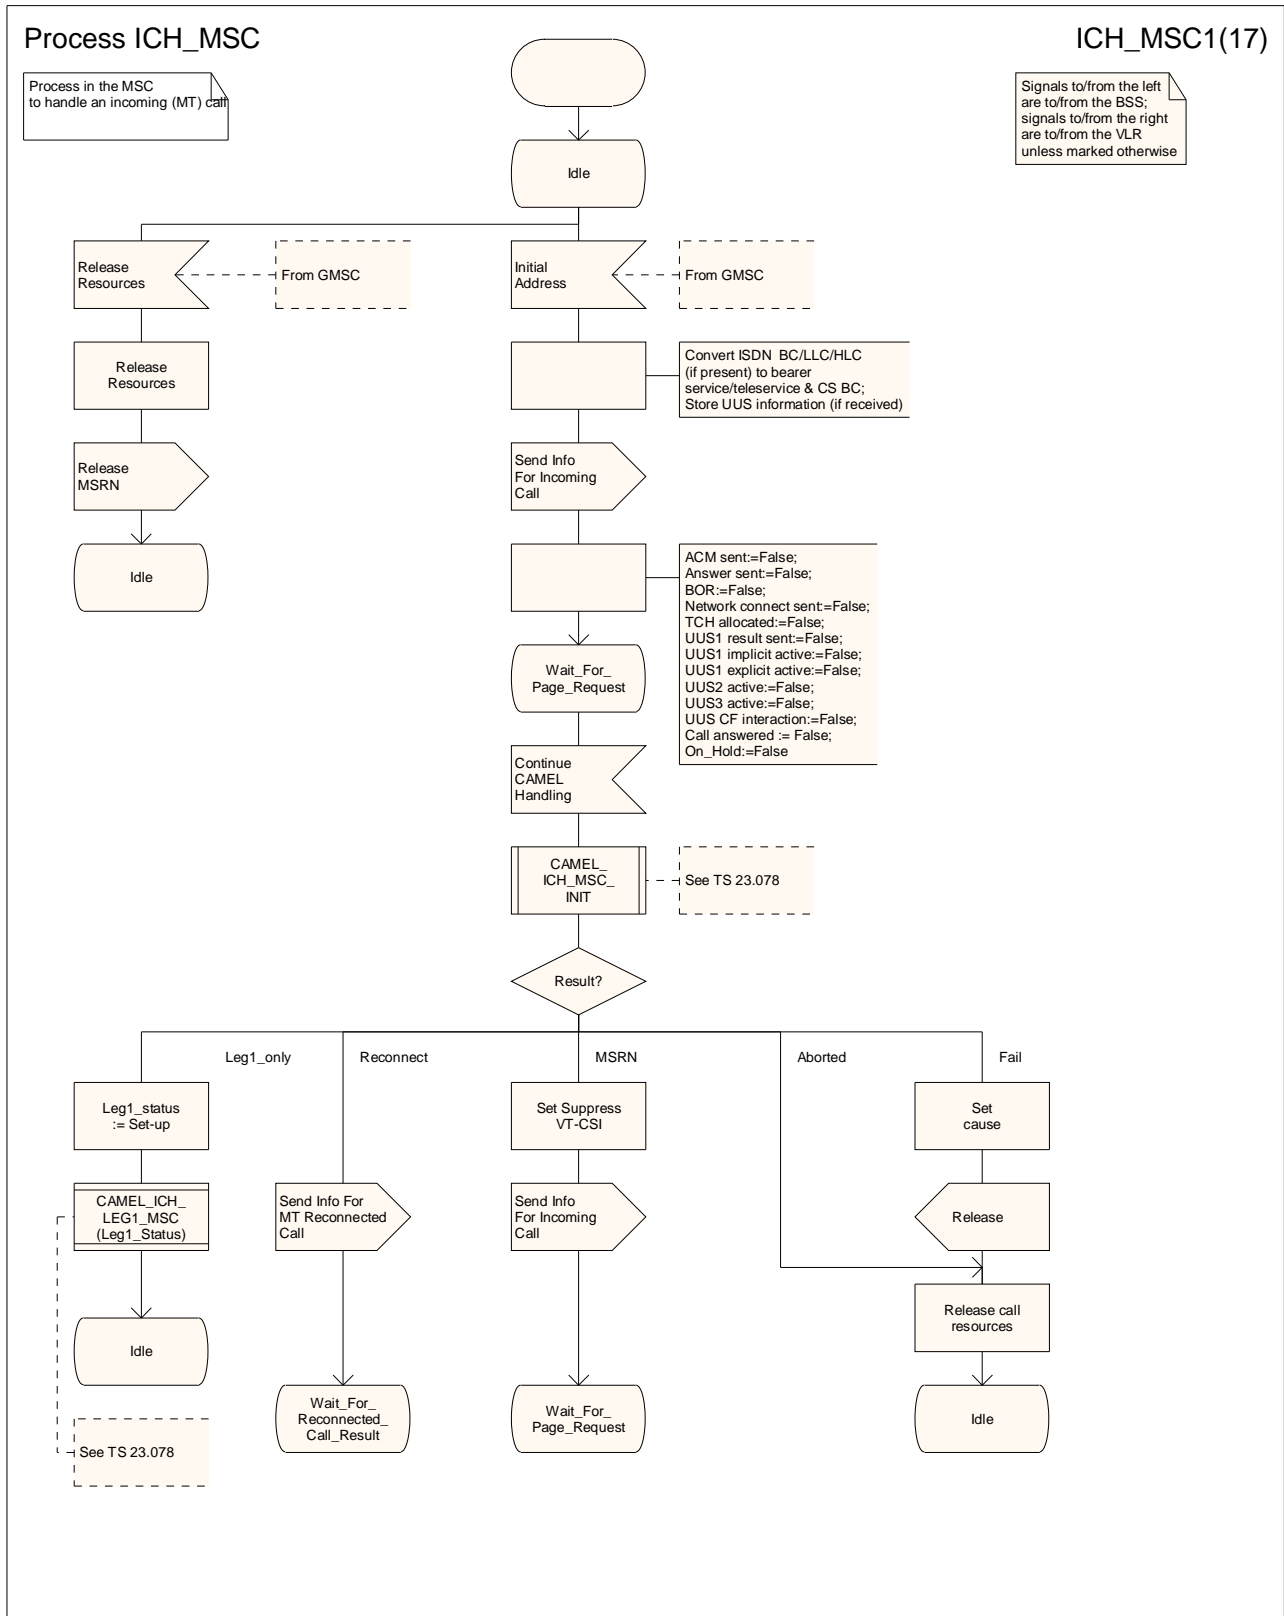 Process ICH_MSC
ICH_MSC1(17)
Process in the MSC
to handle an incoming (MT) call
Signals to/from the left
are to/from the BSS;
signals to/from the right
are to/from the VLR
unless marked otherwise
Idle
Release
Resources
From GMSC
Initial
Address
From GMSC
Release
Resources
Convert ISDN BC/LLC/HLC
(if present) to bearer
service/teleservice & CS BC;
Store UUS information (if received)
Release
MSRN
Send Info
For Incoming
Call
Idle
ACM sent:=False;
Answer sent:=False;
BOR:=False;
Network connect sent:=False;
TCH allocated:=False;
UUS1 result sent:=False;
UUS1 implicit active:=False;
UUS1 explicit active:=False;
UUS2 active:=False;
UUS3 active:=False;
UUS CF interaction:=False;
Call answered := False;
On_Hold:=False
Wait_For_
Page_Request
Continue
CAMEL
Handling
CAMEL_
ICH_MSC_
INIT
See TS 23.078
Result?
Leg1_only
Reconnect
MSRN
Aborted
Fail
Leg1_status
:= Set-up
Set Suppress
VT-CSI
Set
cause
CAMEL_ICH_
LEG1_MSC
(Leg1_Status)
Send Info For
MT Reconnected
Call
Send Info
For Incoming
Call
Release
Release call
resources
Idle
Wait_For_
Reconnected_
Call_Result
Wait_For_
Page_Request
Idle
See TS 23.078